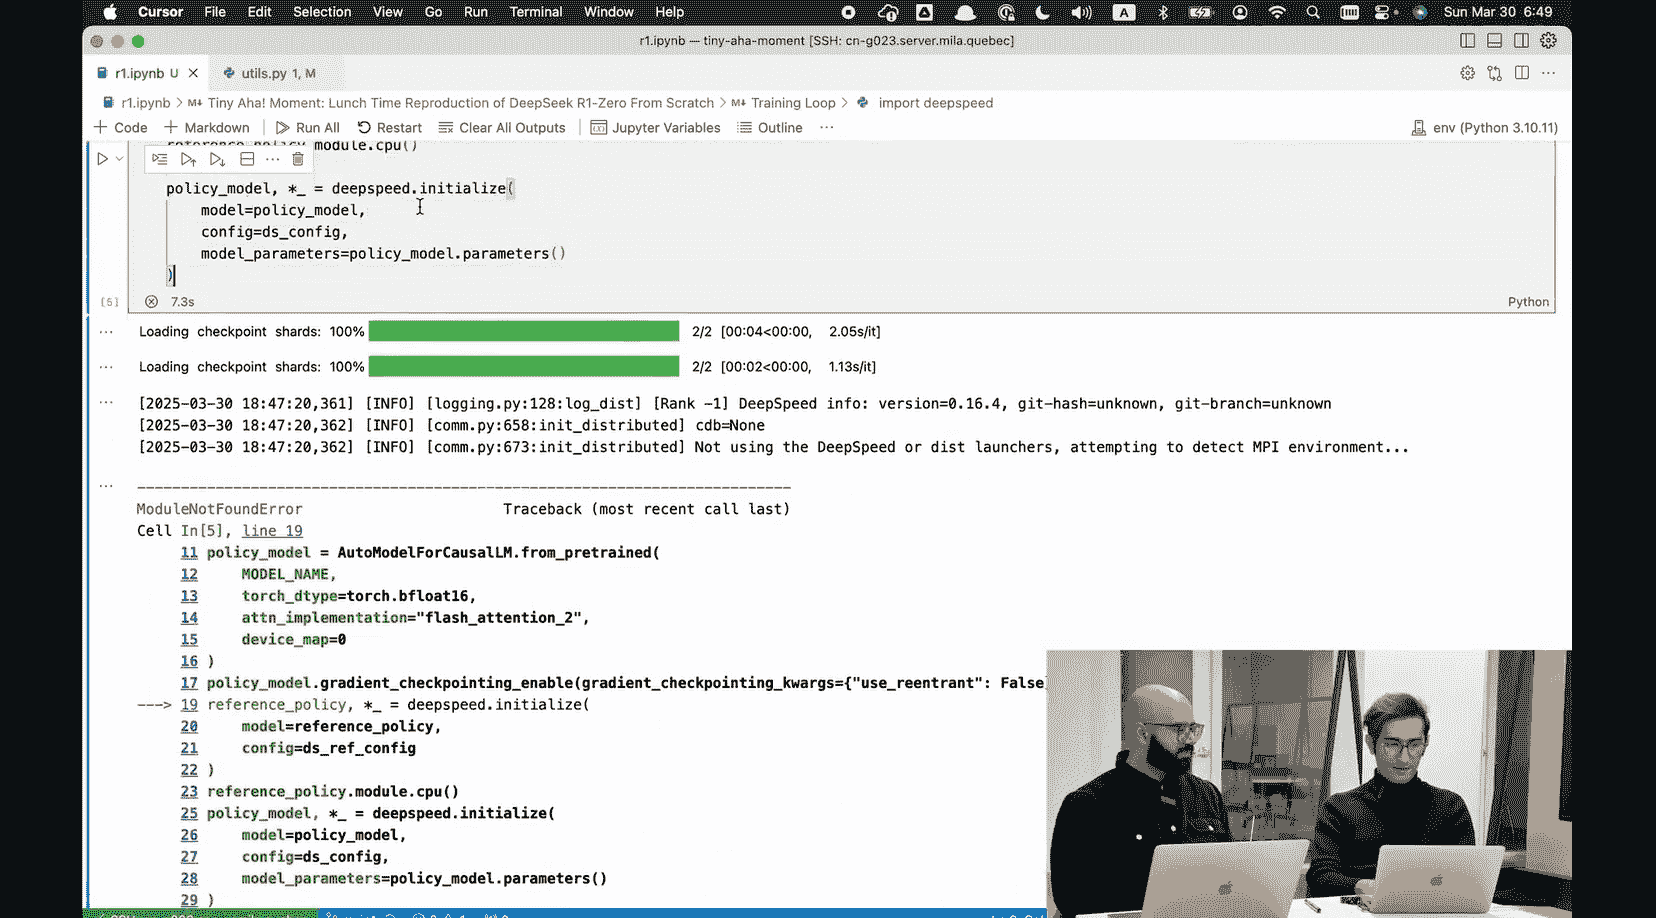 Cursor File Edit Selection View Go Run Terminal Window Help A Sun Mar 30 6:49
r1.ipynb — tiny-aha-moment [SSH: cn-g023.server.mila.quebec]
r1.ipynb U utils.py 1, M
r1.ipynb > M↓ Tiny Aha! Moment: Lunch Time Reproduction of DeepSeek R1-Zero From Scratch > M↓ Training Loop > import deepspeed
+ Code + Markdown Run All Restart Clear All Outputs Jupyter Variables Outline ... env (Python 3.10.11)
reference_policy.module.cpu()
policy_model, *_ = deepspeed.initialize(
model=policy_model,
config=ds_config,
model_parameters=policy_model.parameters()
)
[5] 7.3s Python
Loading checkpoint shards: 100% 2/2 [00:04<00:00, 2.05s/it]
Loading checkpoint shards: 100% 2/2 [00:02<00:00, 1.13s/it]
[2025-03-30 18:47:20,361] [INFO] [logging.py:128:log_dist] [Rank -1] DeepSpeed info: version=0.16.4, git-hash=unknown, git-branch=unknown
[2025-03-30 18:47:20,362] [INFO] [comm.py:658:init_distributed] cdb=None
[2025-03-30 18:47:20,362] [INFO] [comm.py:673:init_distributed] Not using the DeepSpeed or dist launchers, attempting to detect MPI environment...
---------------------------------------------------------------------------
ModuleNotFoundError Traceback (most recent call last)
Cell In[5], line 19
11 policy_model = AutoModelForCausalLM.from_pretrained(
12 MODEL_NAME,
13 torch_dtype=torch.bfloat16,
14 attn_implementation="flash_attention_2",
15 device_map=0
16 )
17 policy_model.gradient_checkpointing_enable(gradient_checkpointing_kwargs={"use_reentrant": False
---> 19 reference_policy, *_ = deepspeed.initialize(
20 model=reference_policy,
21 config=ds_ref_config
22 )
23 reference_policy.module.cpu()
25 policy_model, *_ = deepspeed.initialize(
26 model=policy_model,
27 config=ds_config,
28 model_parameters=policy_model.parameters()
29 )